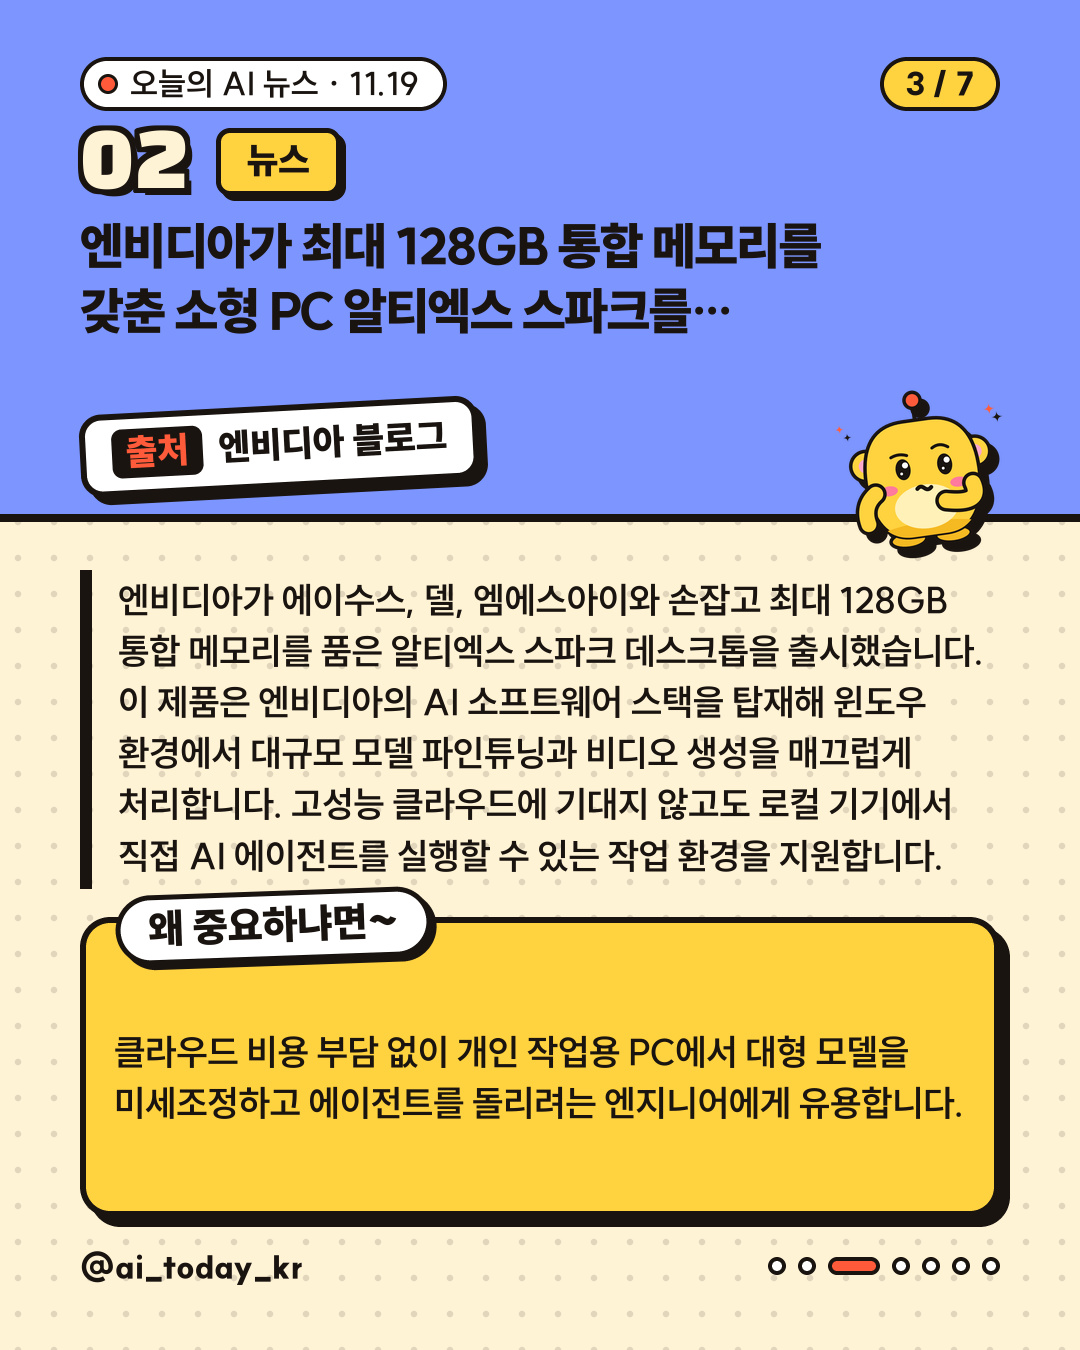 오늘의 AI 뉴스 · 11.19
3 / 7
02
뉴스
엔비디아가 최대 128GB 통합 메모리를
갖춘 소형 PC 알티엑스 스파크를…
출처 엔비디아 블로그
엔비디아가 에이수스, 델, 엠에스아이와 손잡고 최대 128GB
통합 메모리를 품은 알티엑스 스파크 데스크톱을 출시했습니다.
이 제품은 엔비디아의 AI 소프트웨어 스택을 탑재해 윈도우
환경에서 대규모 모델 파인튜닝과 비디오 생성을 매끄럽게
처리합니다. 고성능 클라우드에 기대지 않고도 로컬 기기에서
직접 AI 에이전트를 실행할 수 있는 작업 환경을 지원합니다.
왜 중요하냐면~
클라우드 비용 부담 없이 개인 작업용 PC에서 대형 모델을
미세조정하고 에이전트를 돌리려는 엔지니어에게 유용합니다.
@ai_today_kr